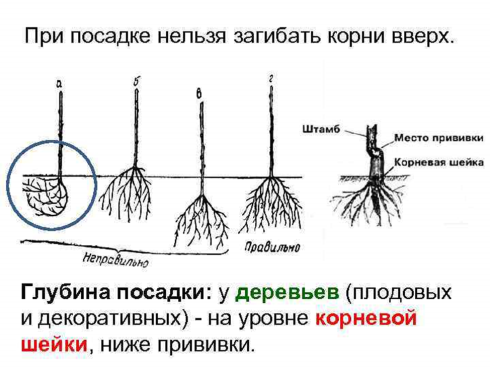 При посадке нельзя загибать корни вверх.
а б в г
Штамб
Место прививки
Корневая шейка
Неправильно
Правильно
Глубина посадки: у деревьев (плодовых
и декоративных) - на уровне корневой
шейки, ниже прививки.